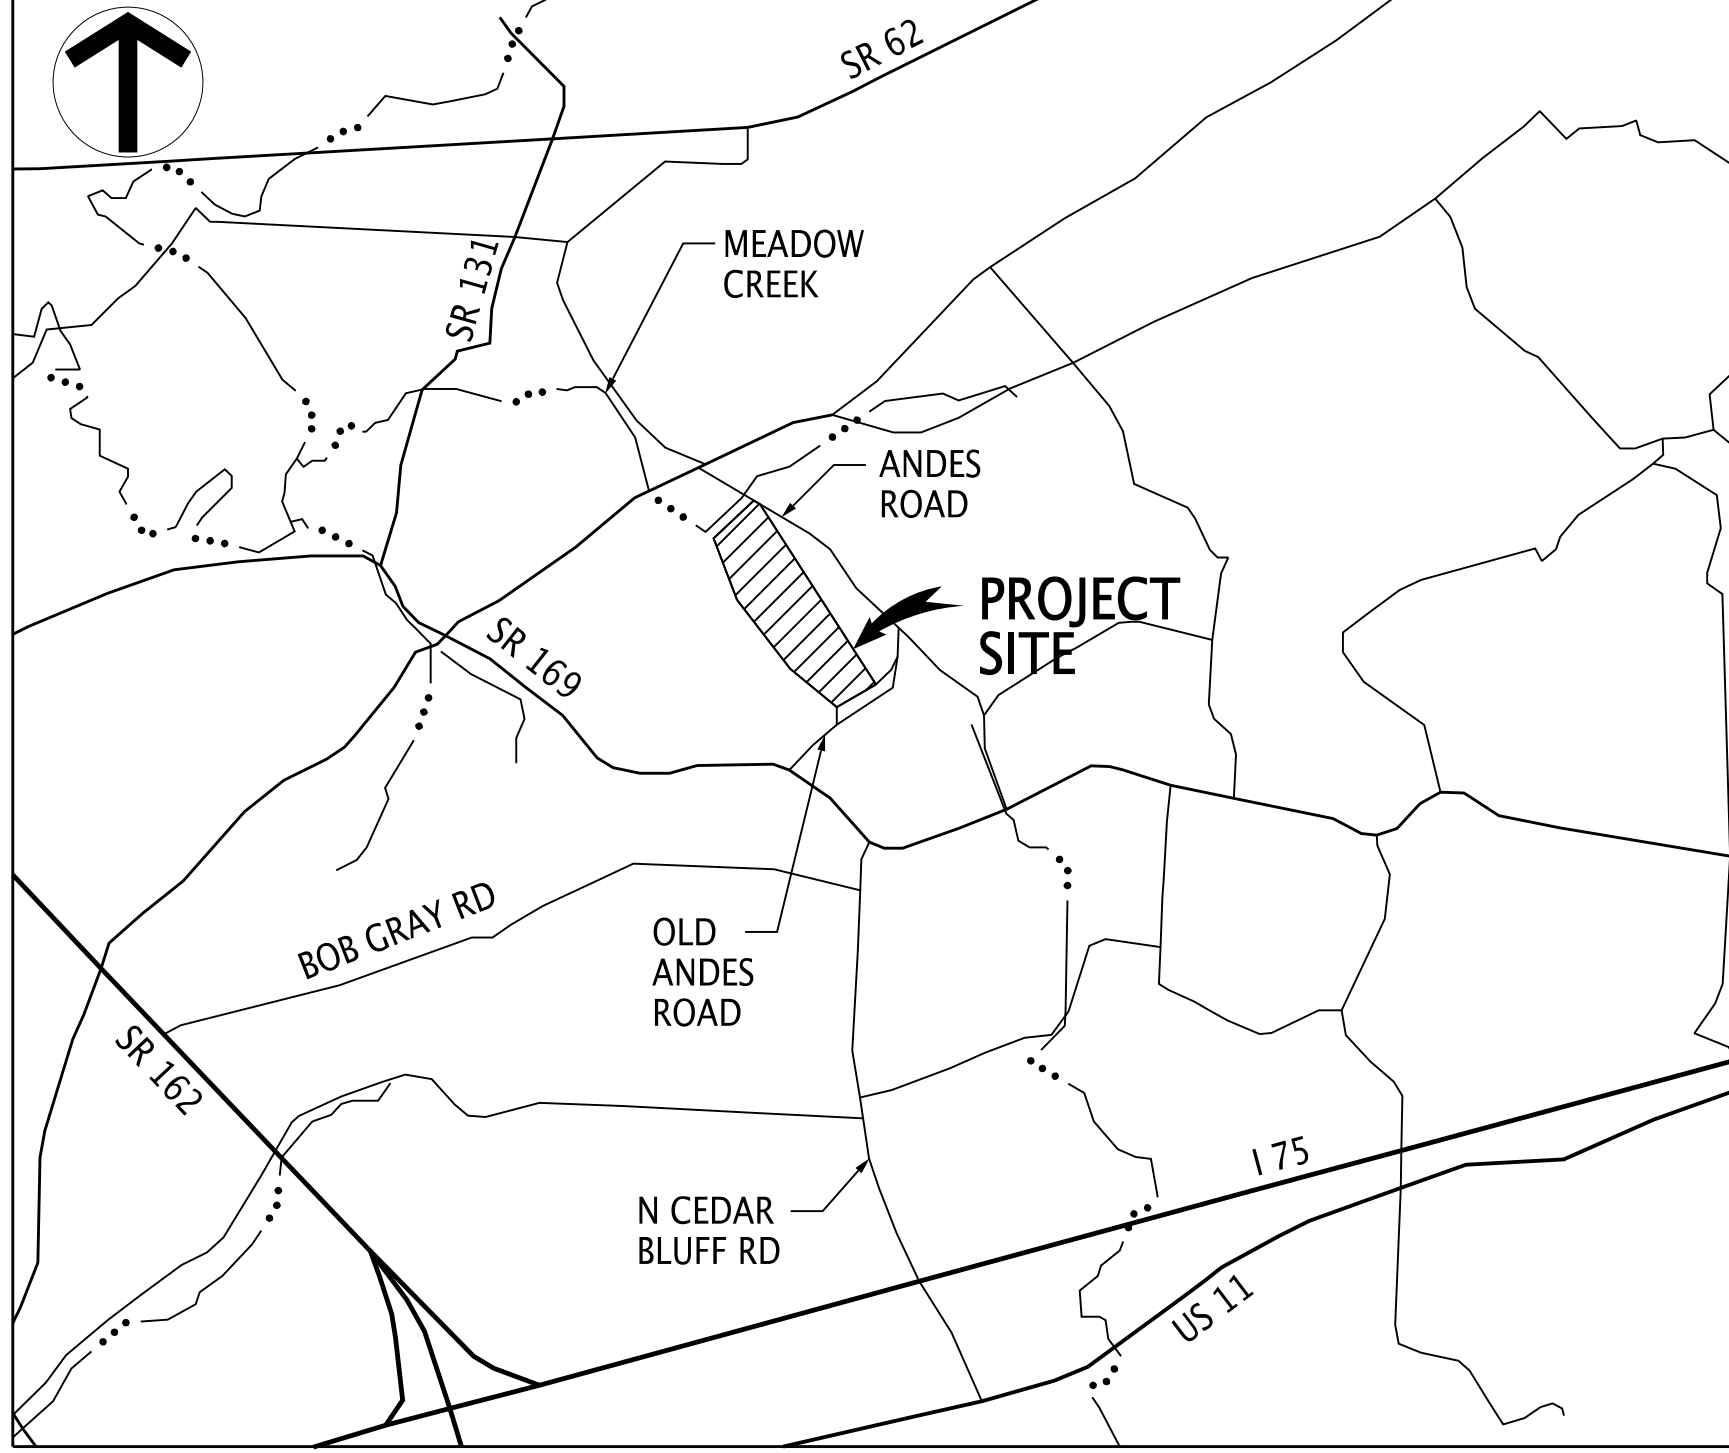 SR 62
MEADOW
CREEK
SR 131
ANDES
ROAD
PROJECT
SITE
SR 169
BOB GRAY RD
OLD
ANDES
ROAD
SR 162
I 75
N CEDAR
BLUFF RD
US 11